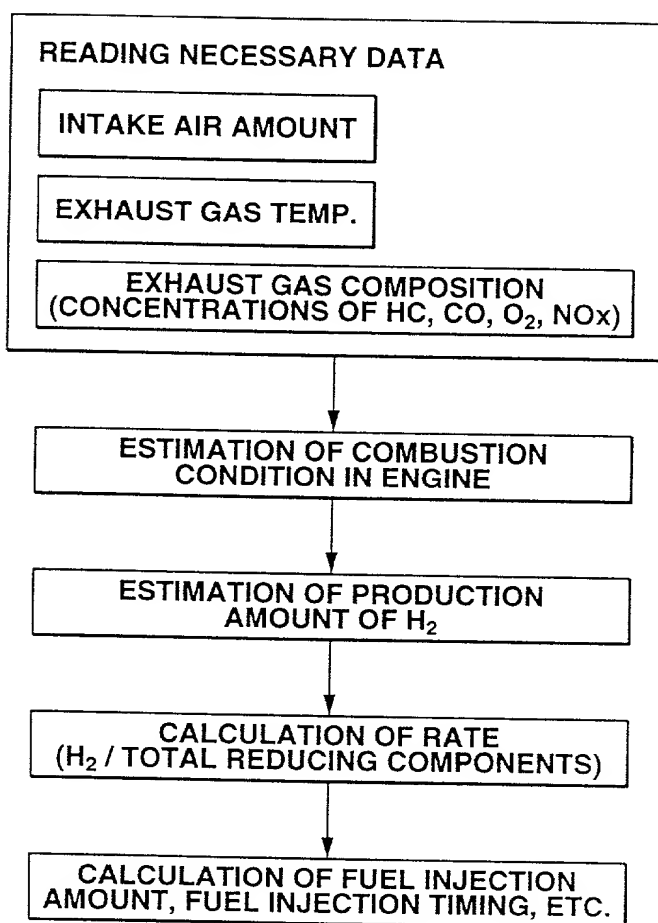 READING NECESSARY DATA
INTAKE AIR AMOUNT
EXHAUST GAS TEMP.
EXHAUST GAS COMPOSITION
(CONCENTRATIONS OF HC, CO, O₂, NOx)
ESTIMATION OF COMBUSTION
CONDITION IN ENGINE
ESTIMATION OF PRODUCTION
AMOUNT OF H₂
CALCULATION OF RATE
(H₂ / TOTAL REDUCING COMPONENTS)
CALCULATION OF FUEL INJECTION
AMOUNT, FUEL INJECTION TIMING, ETC.